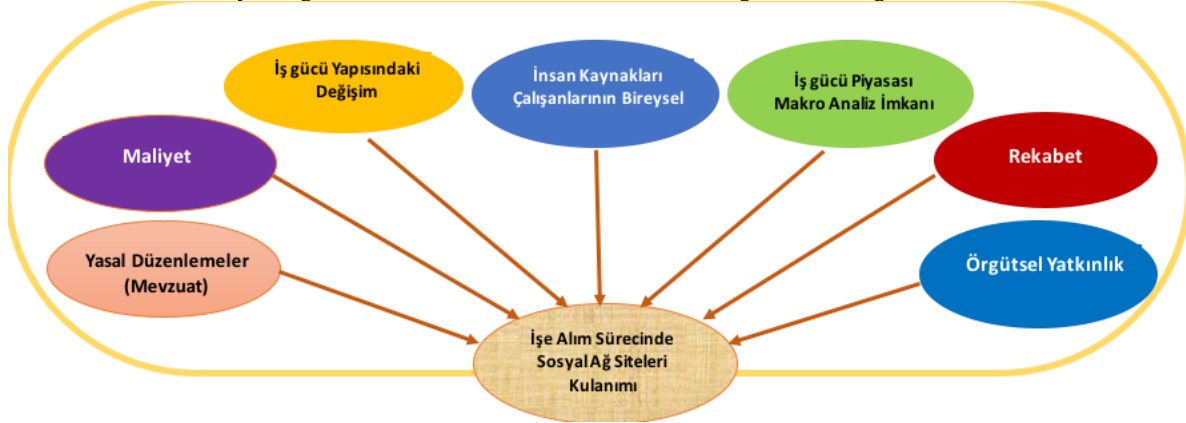 İş gücü Yapısındaki
Değişim
İnsan Kaynakları
Çalışanlarının Bireysel
İş gücü Piyasası
Makro Analiz İmkanı
Maliyet
Rekabet
Yasal Düzenlemeler
(Mevzuat)
Örgütsel Yatkınlık
İşe Alım Sürecinde
Sosyal Ağ Siteleri
Kulanımı